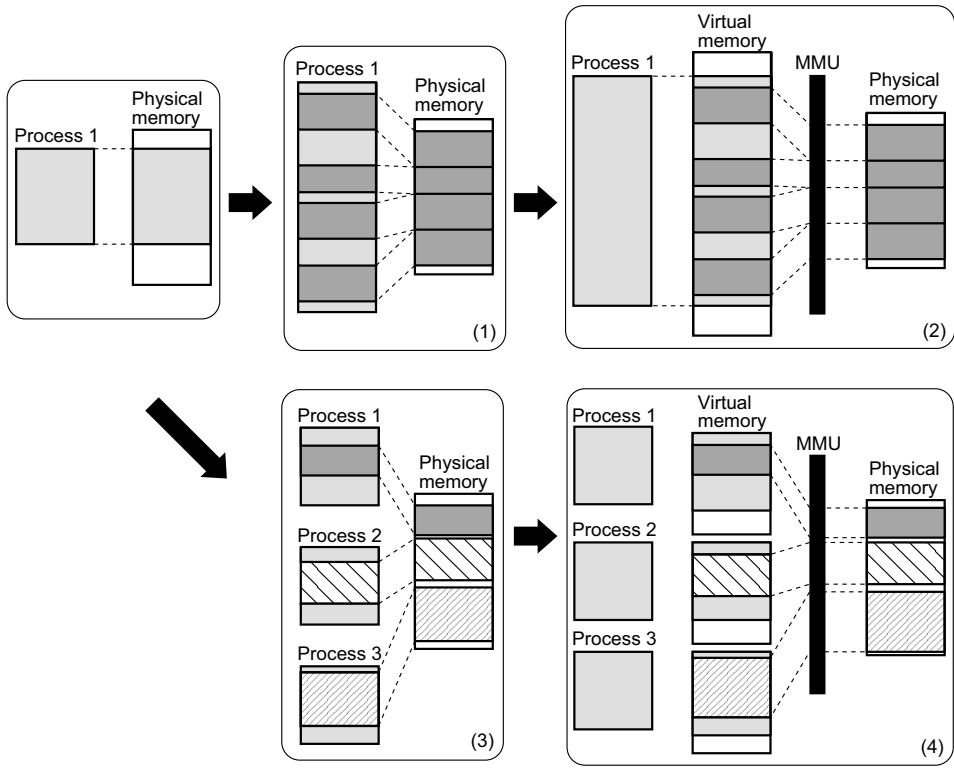 Process 1
Physical
memory
Process 1
Physical
memory
(1)
Process 1
Virtual
memory
MMU
Physical
memory
(2)
Process 1
Process 2
Process 3
Physical
memory
(3)
Process 1
Process 2
Process 3
Virtual
memory
MMU
Physical
memory
(4)